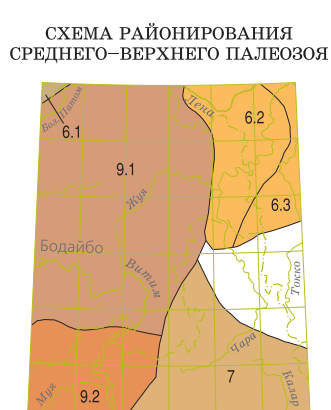 СХЕМА РАЙОНИРОВАНИЯ
СРЕДНЕГО–ВЕРХНЕГО ПАЛЕОЗОЯ
Бол. Патом
Лена
6.1
6.2
9.1
Жуя
6.3
Бодайбо
Витим
Токко
Чара
7
Калар
Муя
9.2